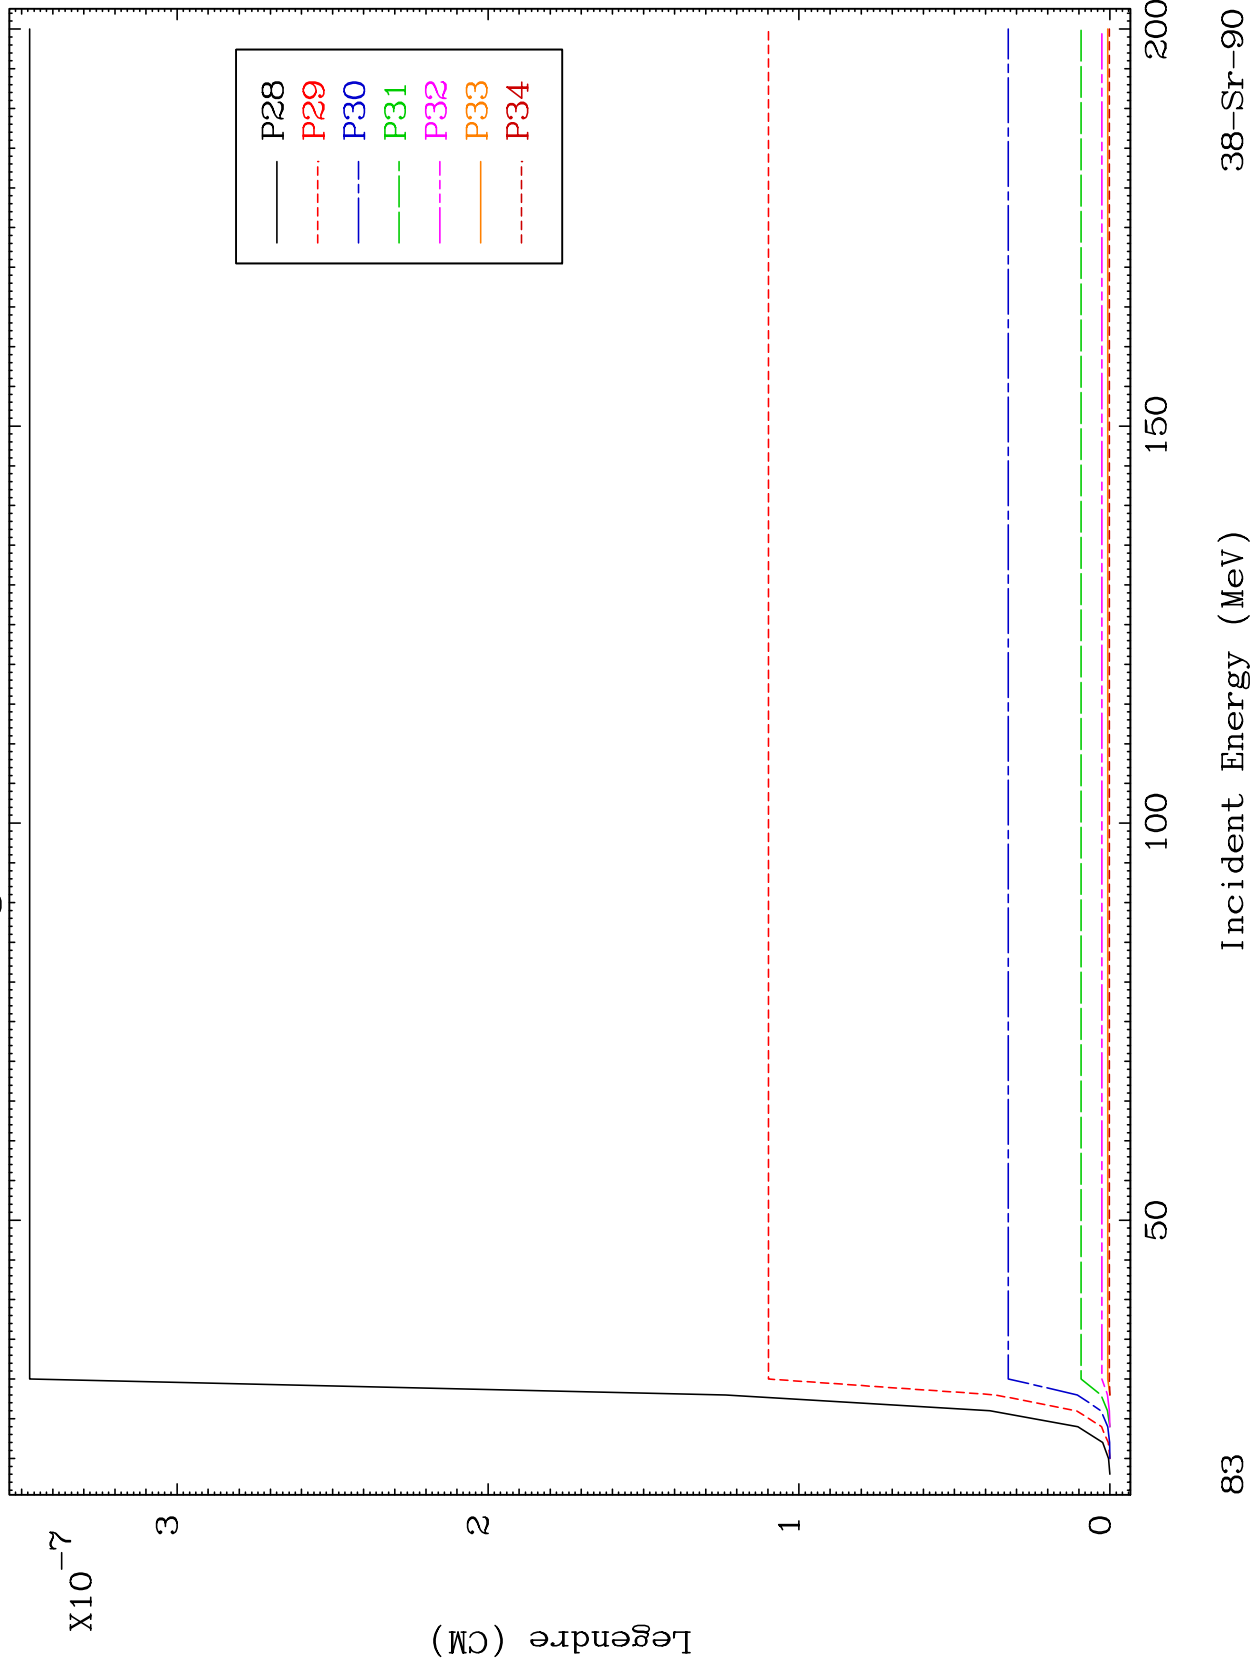 X10-7
3
2
1
0
Legendre (CM)
P28
P29
P30
P31
P32
P33
P34
50
100
150
200
Incident Energy (MeV)
83
38-Sr-90